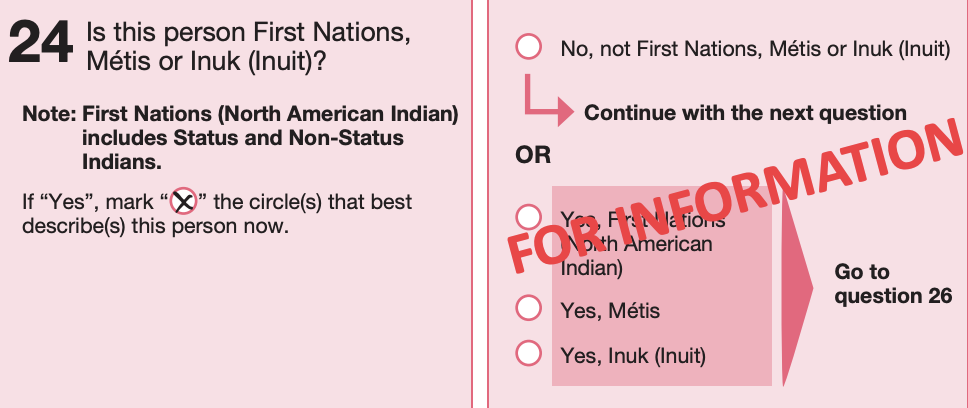 24 Is this person First Nations,
Métis or Inuk (Inuit)?
Note: First Nations (North American Indian)
includes Status and Non-Status
Indians.
If “Yes”, mark “X” the circle(s) that best
describe(s) this person now.
No, not First Nations, Métis or Inuk (Inuit)
Continue with the next question
OR
Yes, First Nations
(North American
Indian)
Yes, Métis
Yes, Inuk (Inuit)
Go to
question 26
FOR INFORMATION